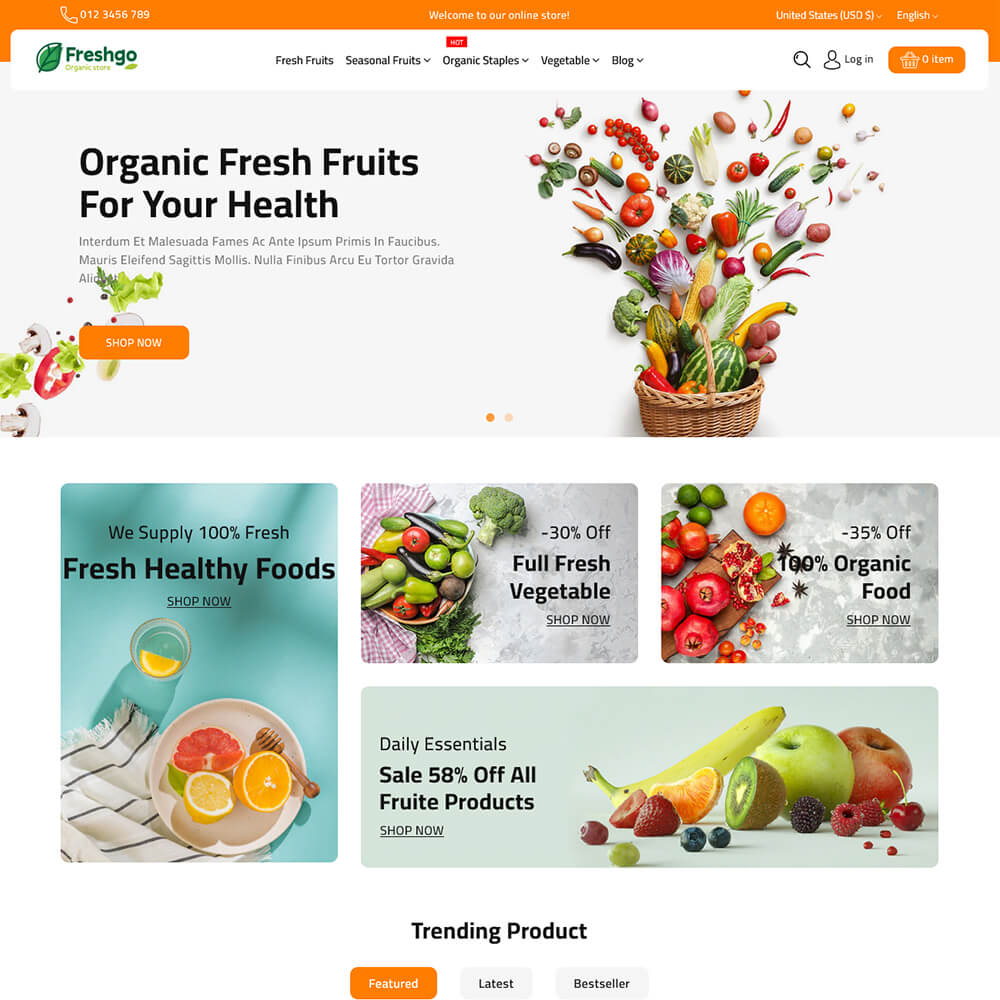 012 3456 789
Welcome to our online store!
United States (USD $)
English
Freshgo
Organic store
Fresh Fruits
Seasonal Fruits
HOT
Organic Staples
Vegetable
Blog
Log in
0 item
Organic Fresh Fruits
For Your Health
Interdum Et Malesuada Fames Ac Ante Ipsum Primis In Faucibus.
Mauris Eleifend Sagittis Mollis. Nulla Finibus Arcu Eu Tortor Gravida
SHOP NOW
We Supply 100% Fresh
Fresh Healthy Foods
SHOP NOW
-30% Off
Full Fresh
Vegetable
SHOP NOW
-35% Off
100% Organic
Food
SHOP NOW
Daily Essentials
Sale 58% Off All
Fruite Products
SHOP NOW
Trending Product
Featured
Latest
Bestseller